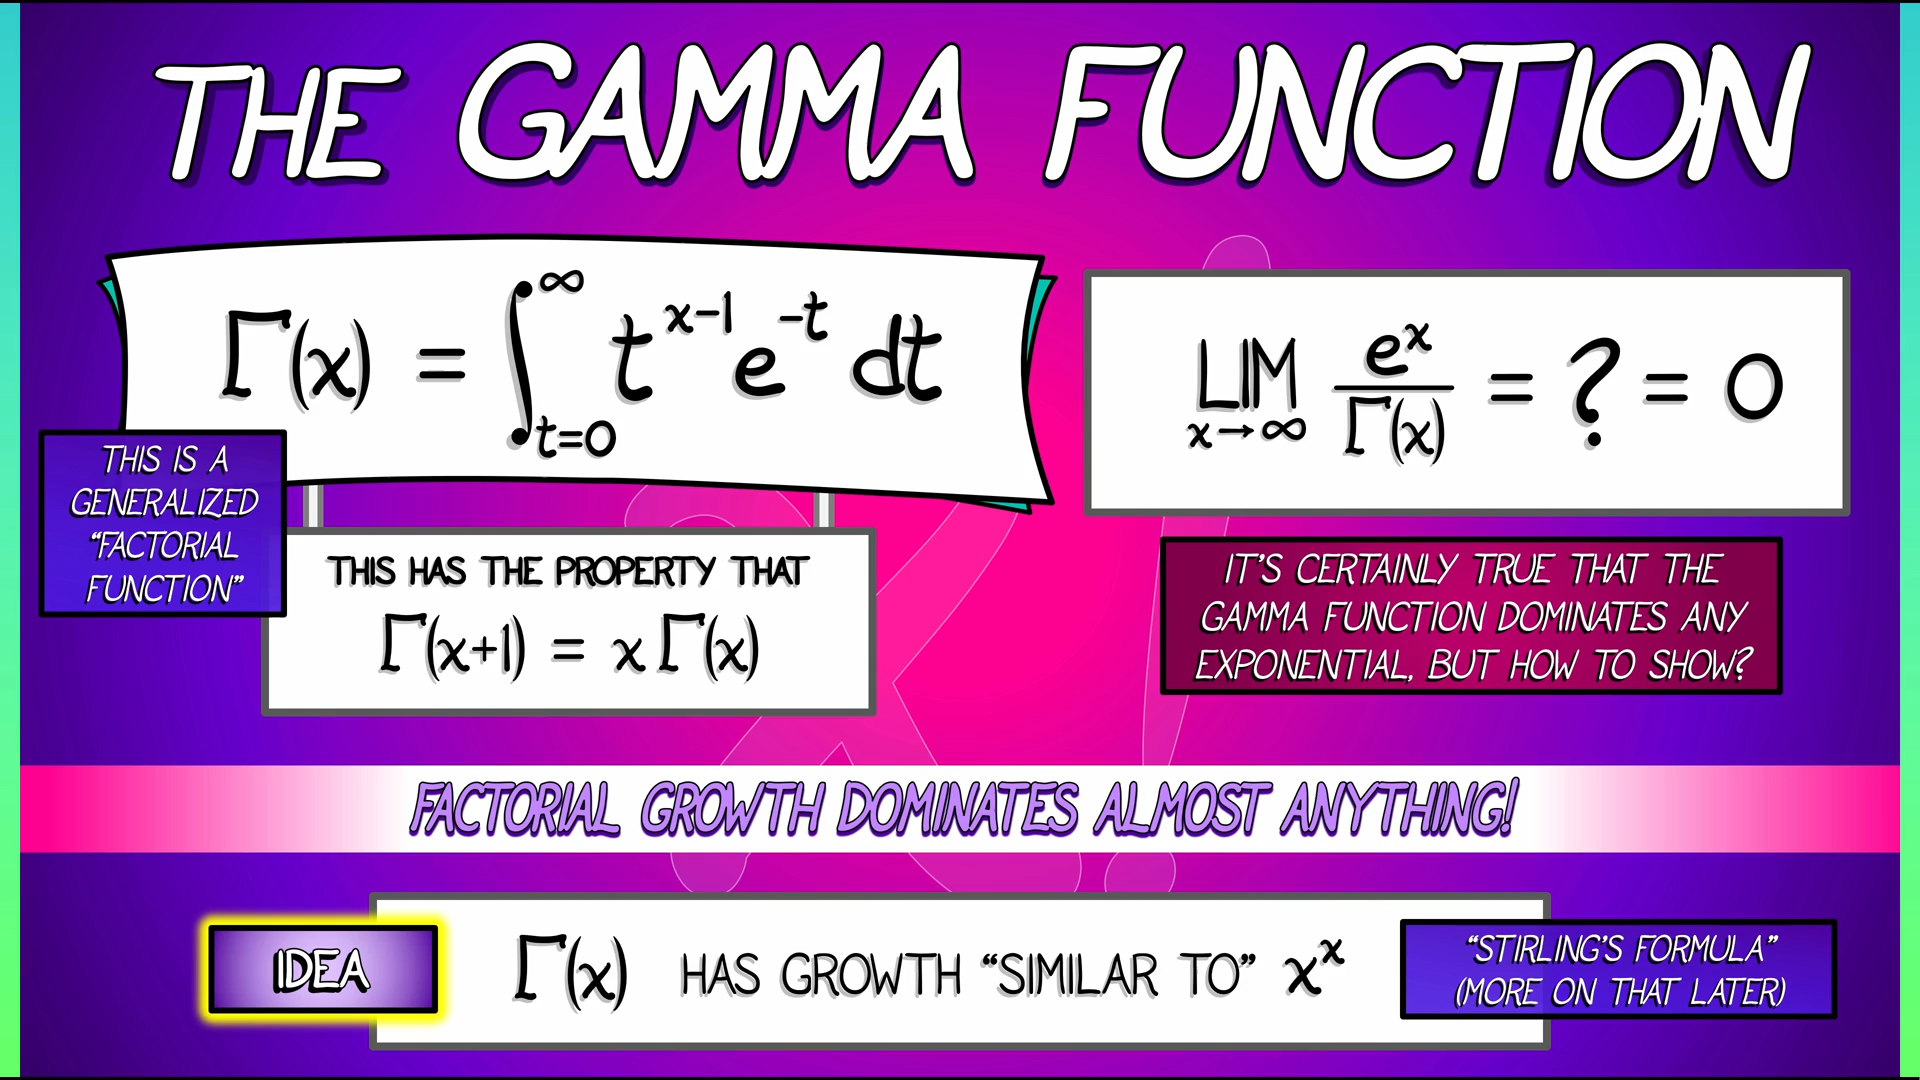 THE GAMMA FUNCTION
Γ(x) = ∫_{t=0}^{∞} t^{x-1} e^{-t} dt
THIS IS A
GENERALIZED
“FACTORIAL
FUNCTION”
THIS HAS THE PROPERTY THAT
Γ(x+1) = x Γ(x)
LIM_{x→∞} e^x / Γ(x) = ? = 0
IT'S CERTAINLY TRUE THAT THE
GAMMA FUNCTION DOMINATES ANY
EXPONENTIAL, BUT HOW TO SHOW?
FACTORIAL GROWTH DOMINATES ALMOST ANYTHING!
IDEA
Γ(x) HAS GROWTH “SIMILAR TO” x^x
“STIRLING'S FORMULA”
(MORE ON THAT LATER)
x!